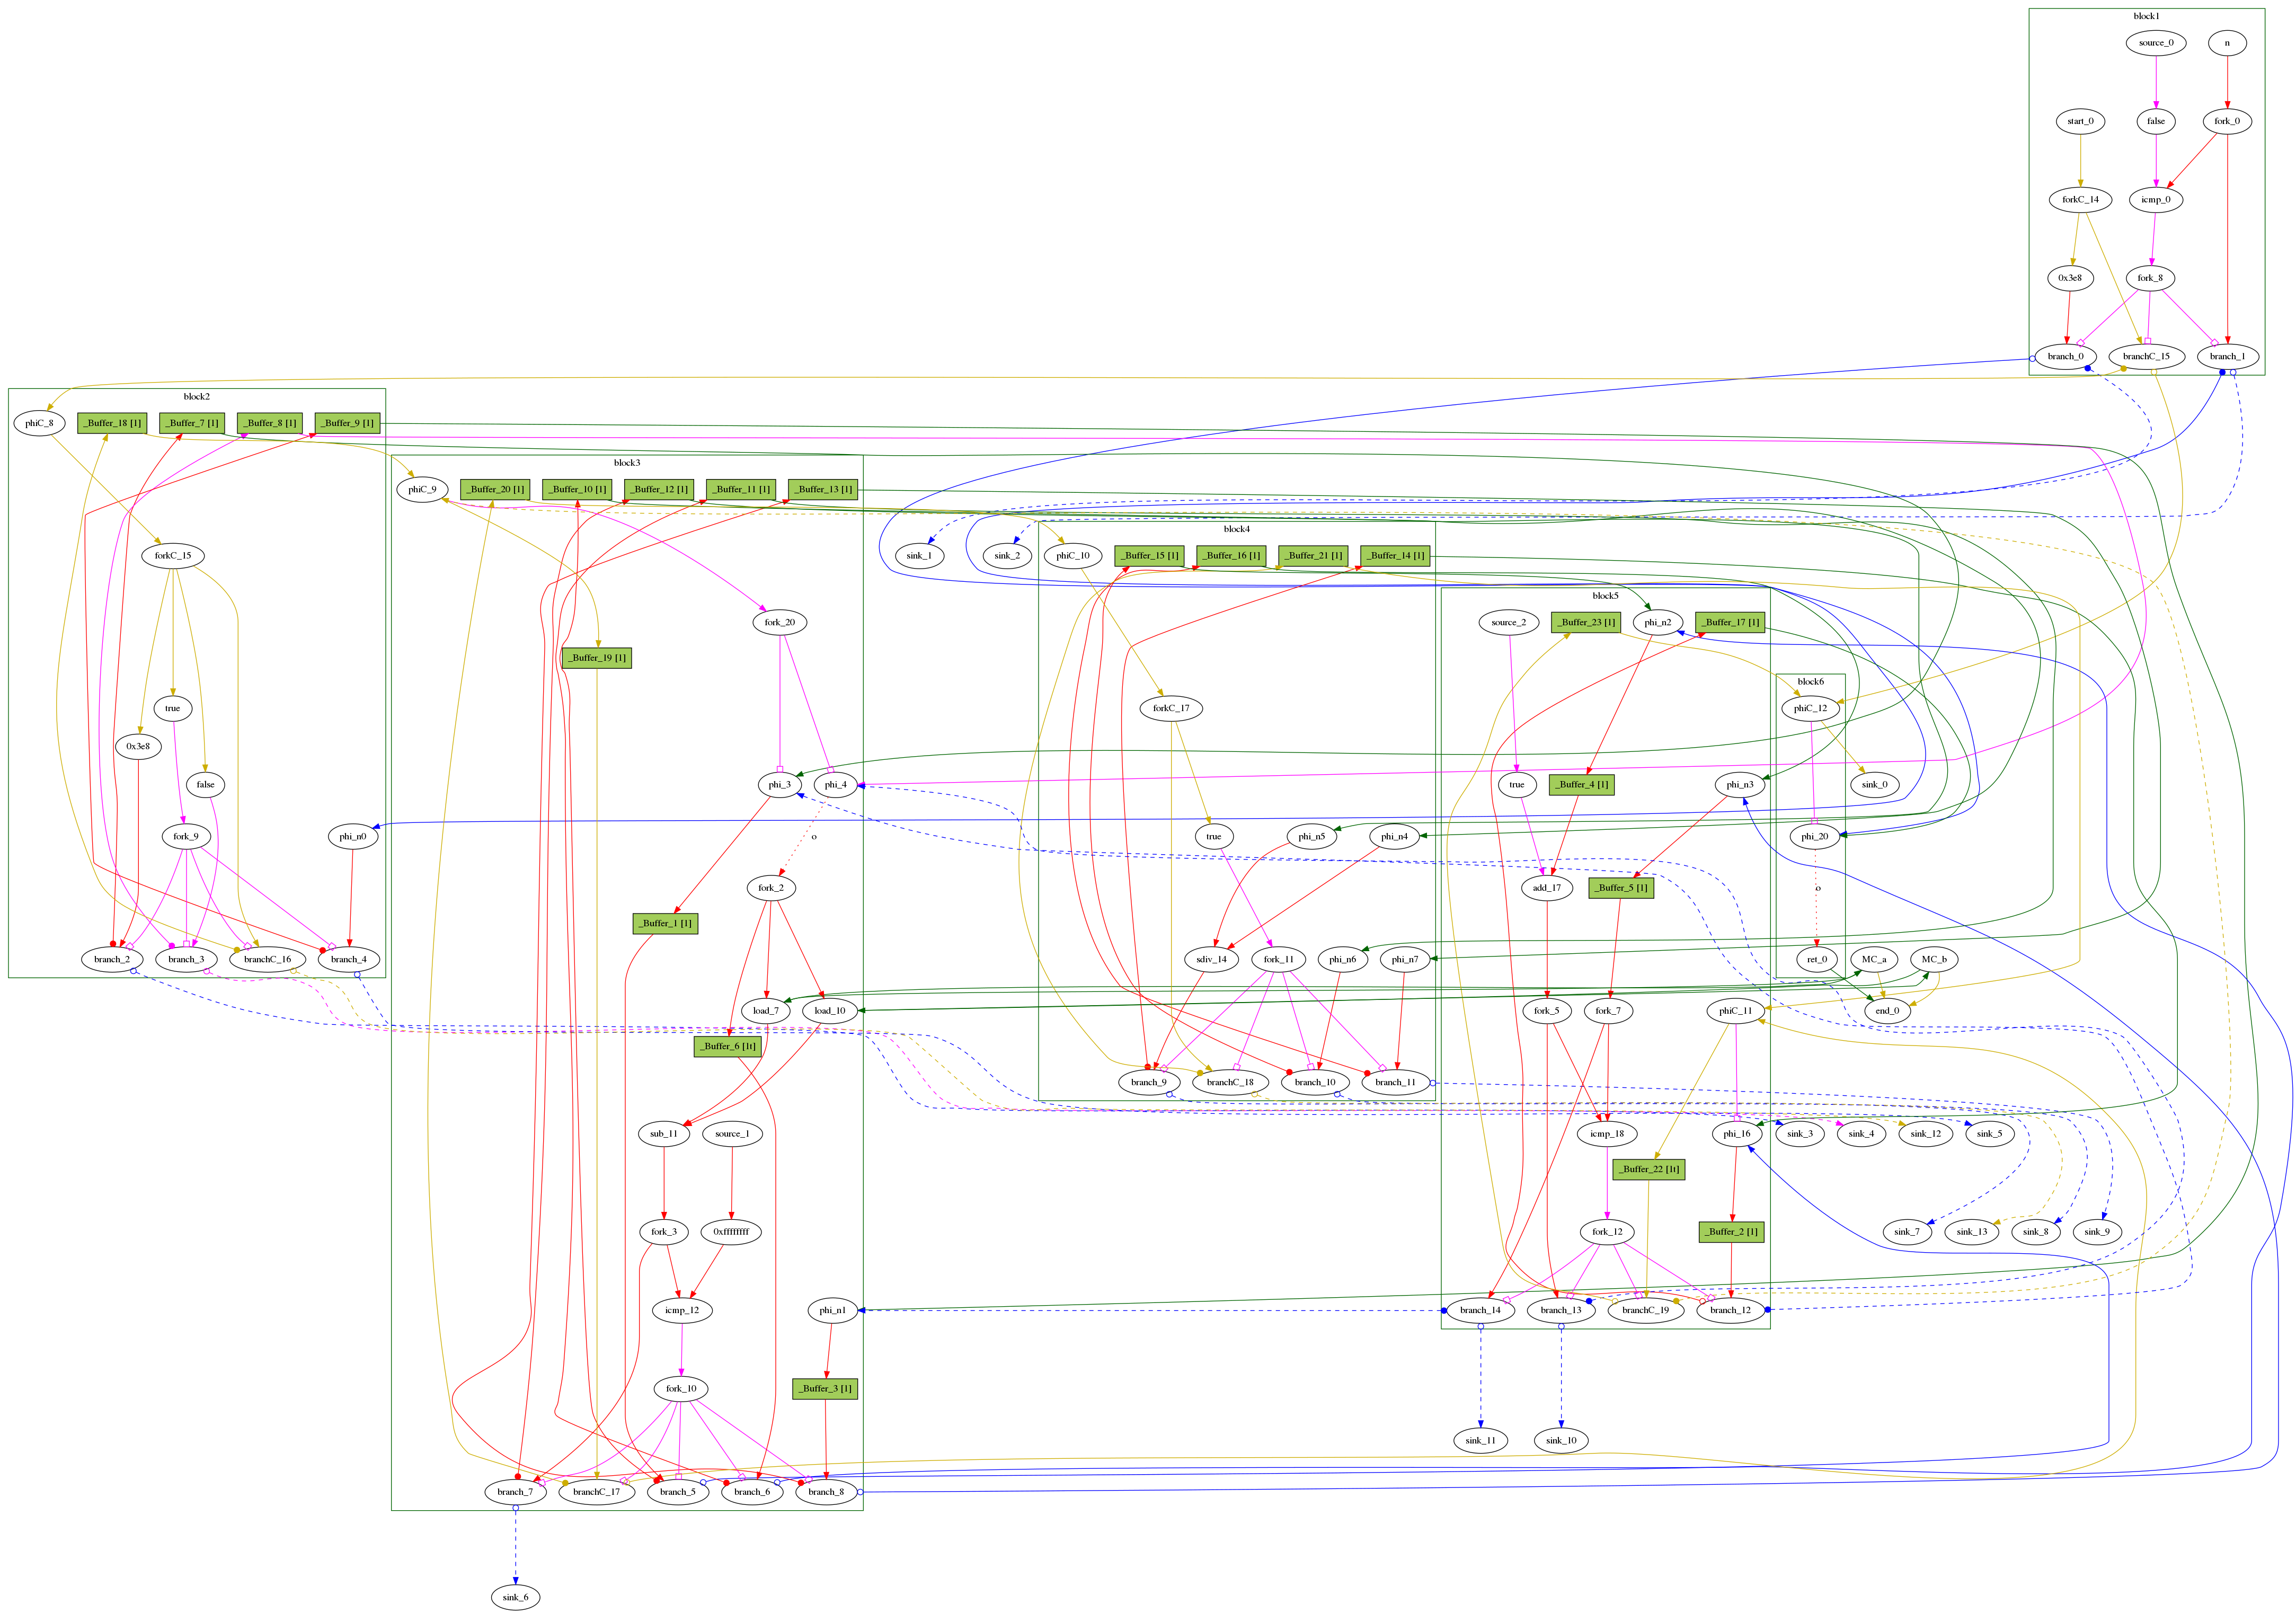 block1
source_0
n
start_0
false
fork_0
forkC_14
icmp_0
0x3e8
fork_8
branch_0
branchC_15
branch_1
block2
phiC_8
_Buffer_18 [1]
_Buffer_7 [1]
_Buffer_8 [1]
_Buffer_9 [1]
forkC_15
true
0x3e8
false
fork_9
phi_n0
branch_2
branch_3
branchC_16
branch_4
block3
phiC_9
_Buffer_20 [1]
_Buffer_10 [1]
_Buffer_12 [1]
_Buffer_11 [1]
_Buffer_13 [1]
fork_20
_Buffer_19 [1]
phi_3
phi_4
o
fork_2
_Buffer_1 [1]
load_7
load_10
_Buffer_6 [1t]
sub_11
source_1
fork_3
0xffffffff
icmp_12
phi_n1
fork_10
_Buffer_3 [1]
branch_7
branchC_17
branch_5
branch_6
branch_8
sink_6
sink_1
sink_2
block4
phiC_10
_Buffer_15 [1]
_Buffer_16 [1]
_Buffer_21 [1]
_Buffer_14 [1]
forkC_17
true
phi_n5
phi_n4
sdiv_14
fork_11
phi_n6
phi_n7
branch_9
branchC_18
branch_10
branch_11
block5
source_2
_Buffer_23 [1]
phi_n2
_Buffer_17 [1]
true
_Buffer_4 [1]
phi_n3
add_17
_Buffer_5 [1]
fork_5
fork_7
phiC_11
icmp_18
phi_16
_Buffer_22 [1t]
fork_12
_Buffer_2 [1]
branch_14
branch_13
branchC_19
branch_12
sink_11
sink_10
block6
phiC_12
sink_0
phi_20
o
ret_0
MC_a
MC_b
end_0
sink_3
sink_4
sink_12
sink_5
sink_7
sink_13
sink_8
sink_9